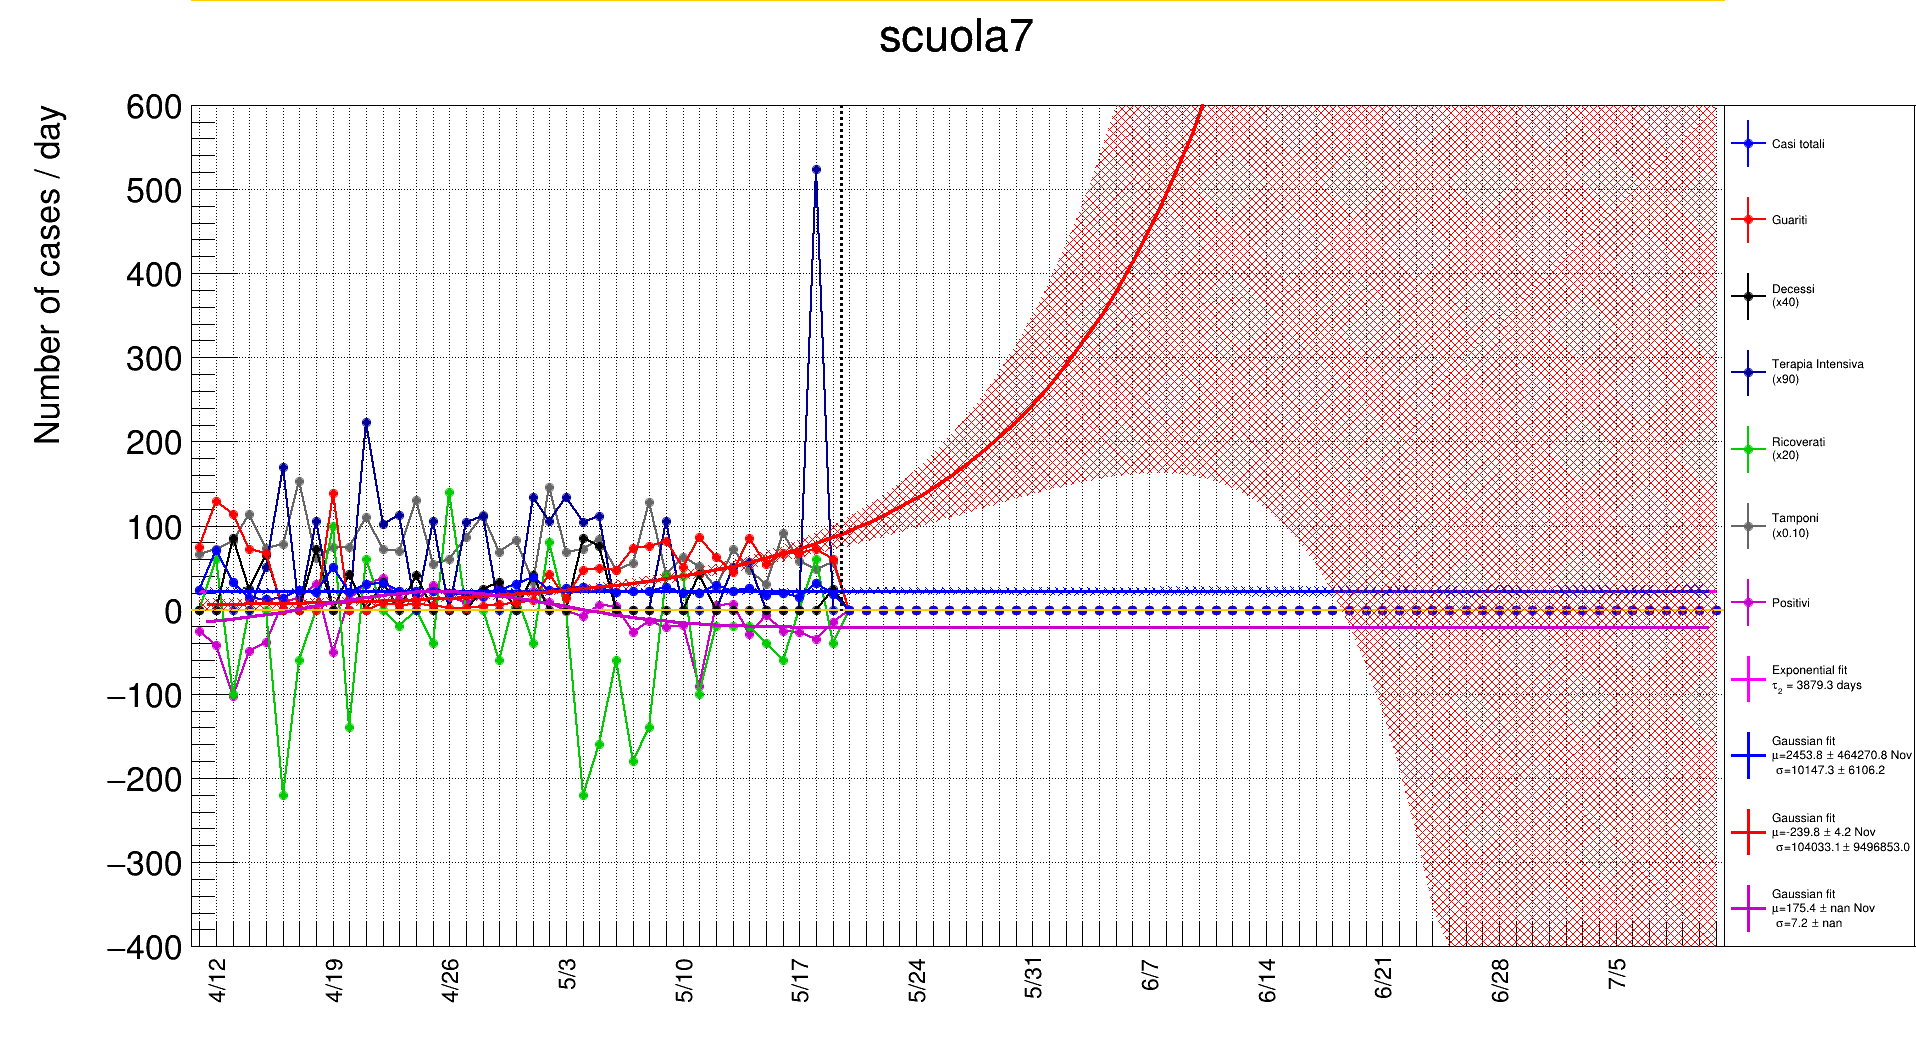 scuola7
Number of cases / day
600
500
400
300
200
100
0
−100
−200
−300
−400
4/12
4/19
4/26
5/3
5/10
5/17
5/24
5/31
6/7
6/14
6/21
6/28
7/5
Casi totali
Guariti
Decessi
(x40)
Terapia Intensiva
(x90)
Ricoverati
(x20)
Tamponi
(x0.10)
Positivi
Exponential fit
τ2 = 3879.3 days
Gaussian fit
μ=2453.8 ± 464270.8 Nov
σ=10147.3 ± 6106.2
Gaussian fit
μ=-239.8 ± 4.2 Nov
σ=104033.1 ± 9496853.0
Gaussian fit
μ=175.4 ± nan Nov
σ=7.2 ± nan